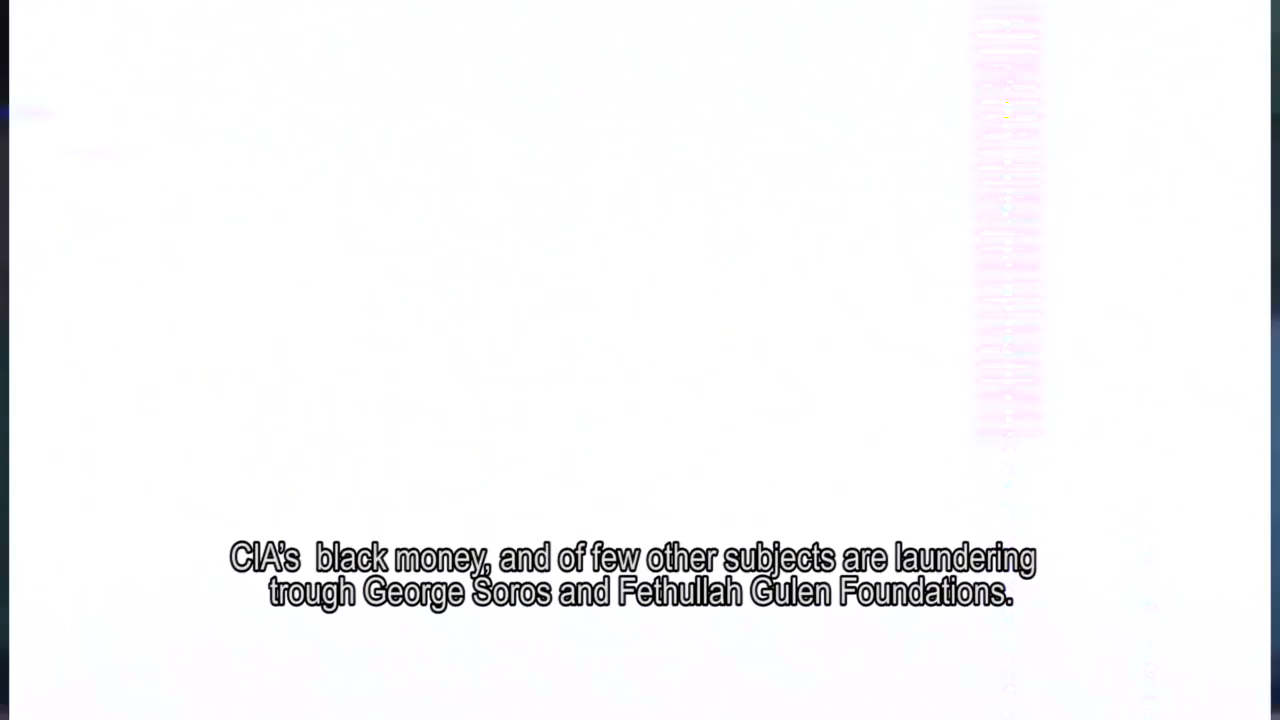 CIA's  black money, and of few other subjects are laundering
trough George Soros and Fethullah Gulen Foundations.